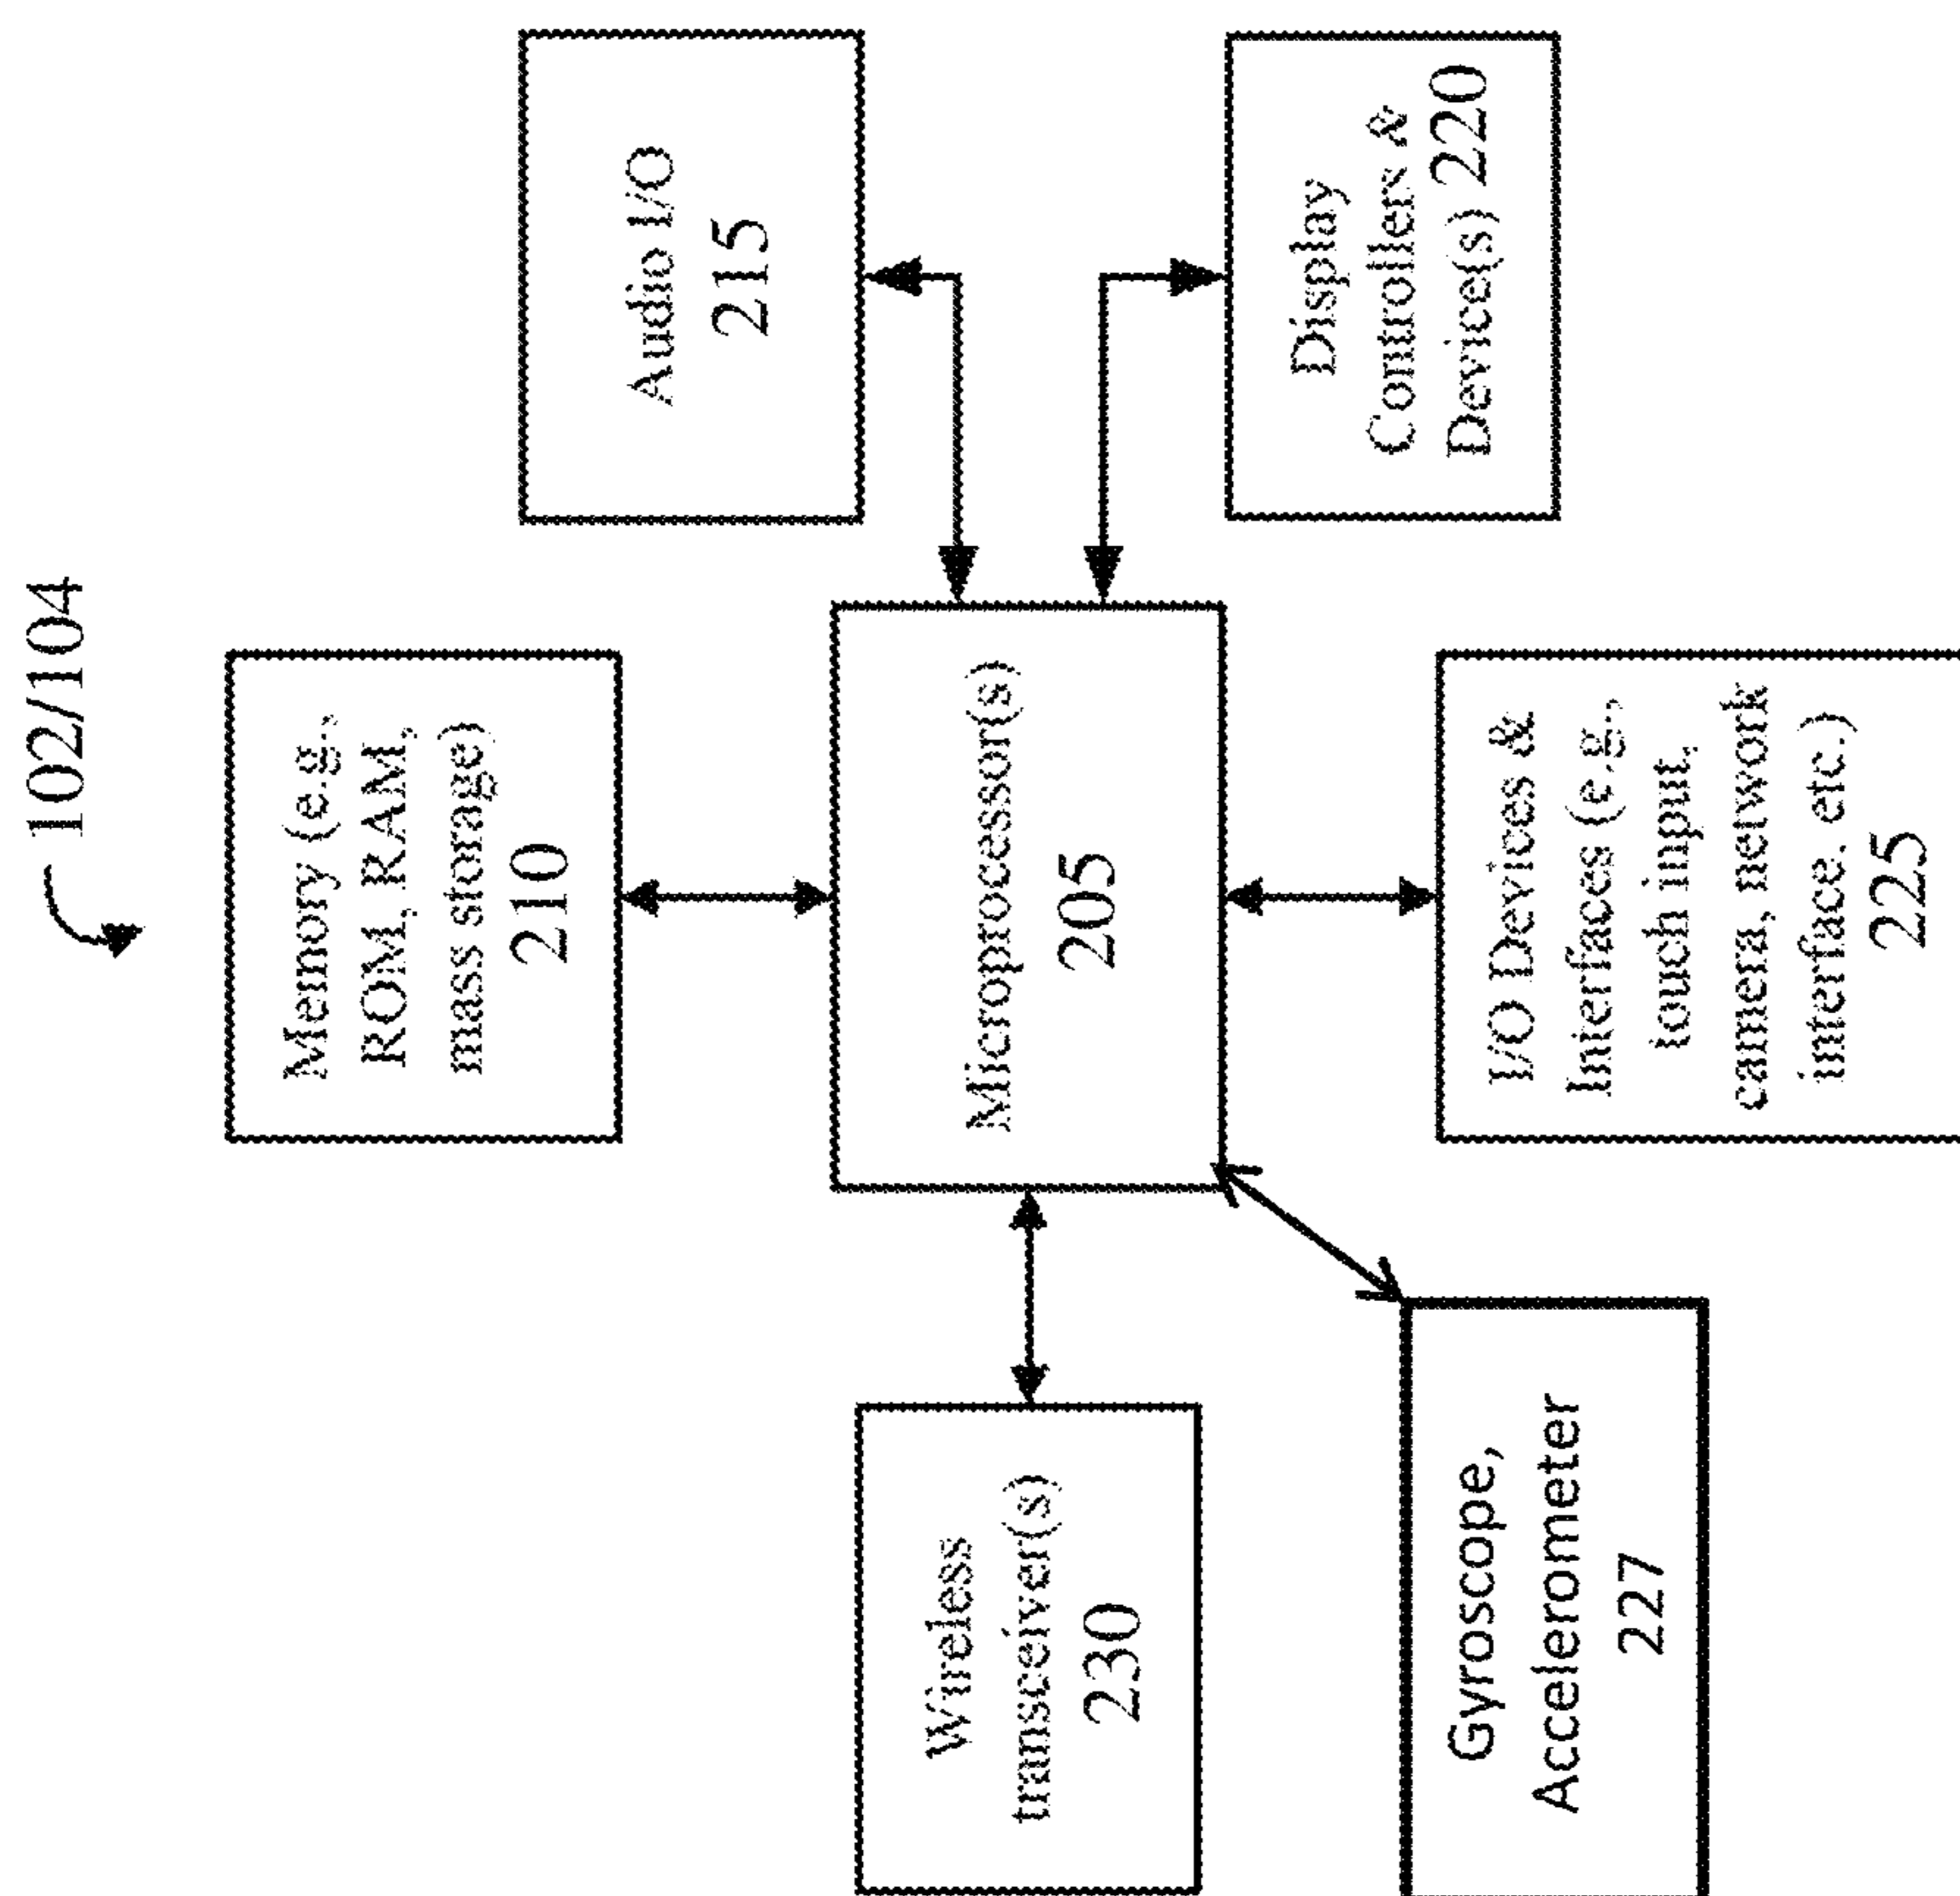 102/104
Memory (e.g.,
ROM, RAM,
mass storage)
210
Audio I/O
215
Microprocessor(s)
205
Wireless
transceiver(s)
230
Display
Controllers &
Device(s) 220
I/O Devices &
Interfaces (e.g.,
touch input,
camera, network
interface, etc.)
225
Gyroscope,
Accelerometer
227